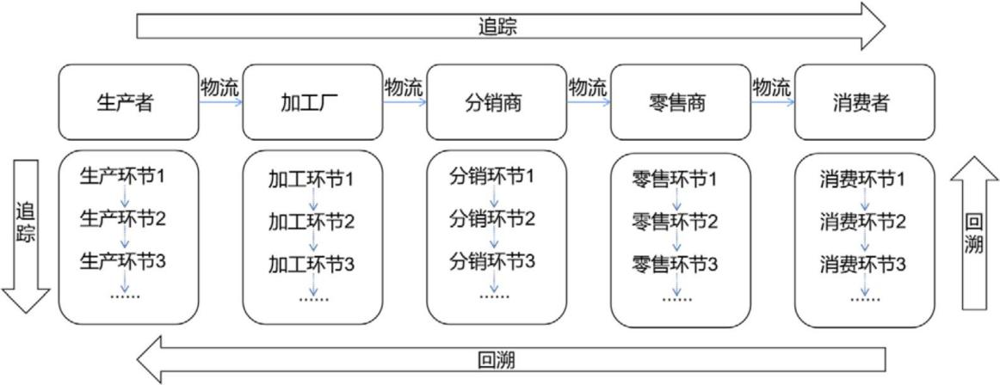 追踪
生产者
物流
加工厂
物流
分销商
物流
零售商
物流
消费者
追踪
生产环节1
生产环节2
生产环节3
……
加工环节1
加工环节2
加工环节3
……
分销环节1
分销环节2
分销环节3
……
零售环节1
零售环节2
零售环节3
……
消费环节1
消费环节2
消费环节3
……
回溯
回溯